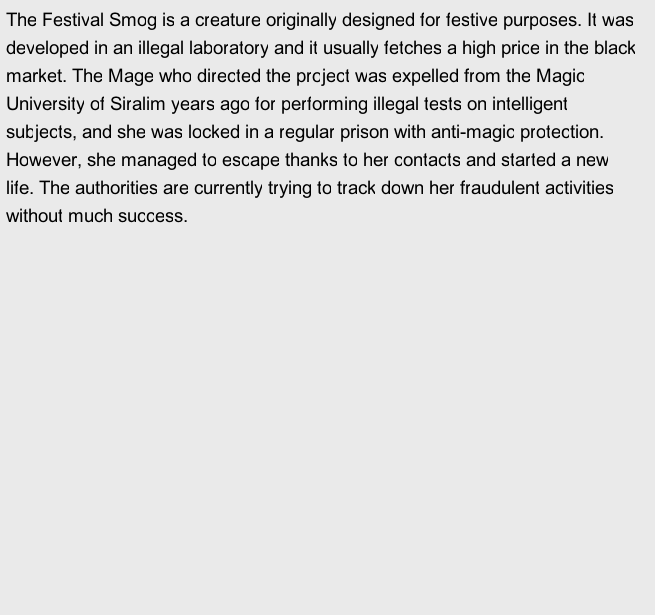 The Festival Smog is a creature originally designed for festive purposes. It was
developed in an illegal laboratory and it usually fetches a high price in the black
market. The Mage who directed the project was expelled from the Magic
University of Siralim years ago for performing illegal tests on intelligent
subjects, and she was locked in a regular prison with anti-magic protection.
However, she managed to escape thanks to her contacts and started a new
life. The authorities are currently trying to track down her fraudulent activities
without much success.